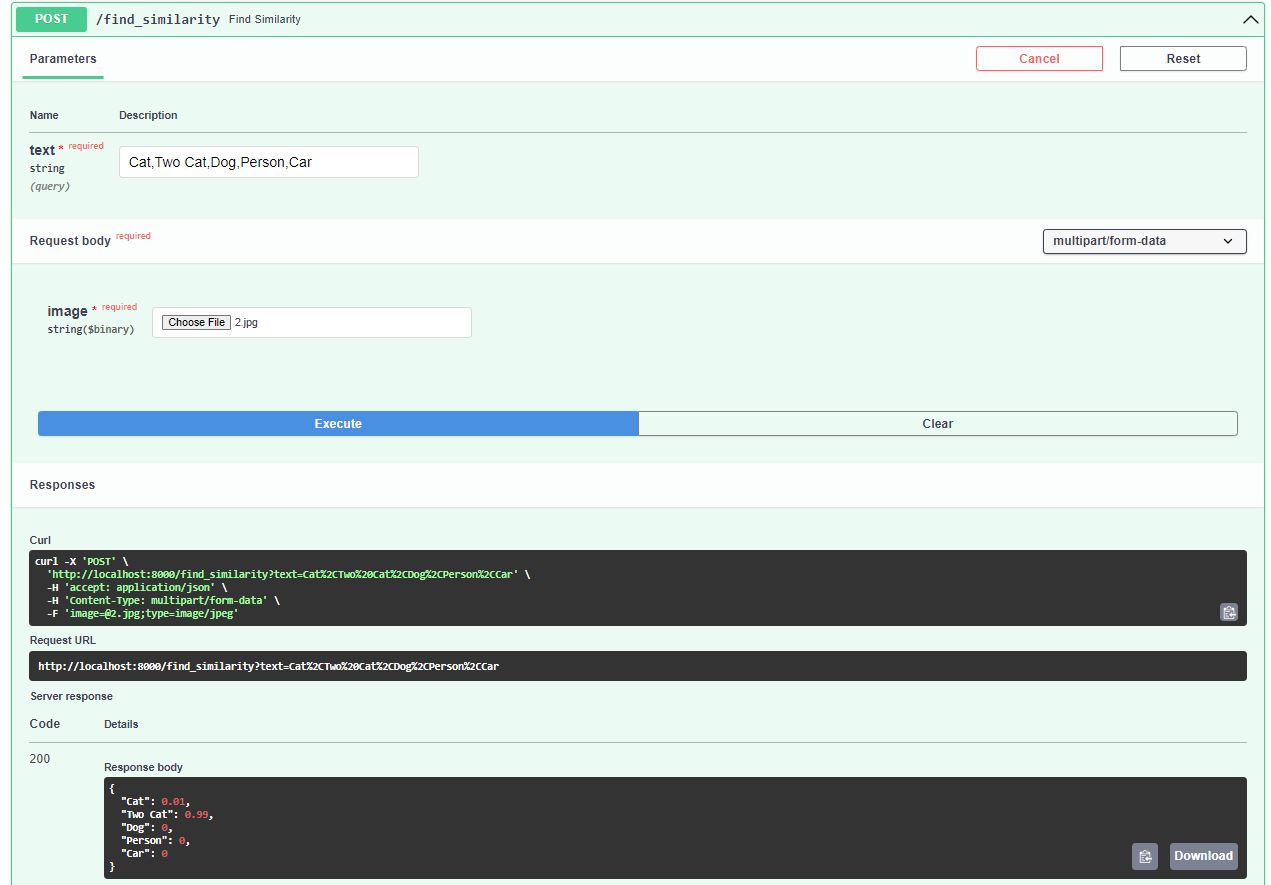 POST /find_similarity Find Similarity
Parameters Cancel Reset
Name Description
text * required Cat,Two Cat,Dog,Person,Car
string
(query)
Request body required multipart/form-data
image * required
string($binary) Choose File 2.jpg
Execute Clear
Responses
Curl
curl -X 'POST' \
'http://localhost:8000/find_similarity?text=Cat%2CTwo%20Cat%2CDog%2CPerson%2CCar' \
-H 'accept: application/json' \
-H 'Content-Type: multipart/form-data' \
-F 'image=@2.jpg;type=image/jpeg'
Request URL
http://localhost:8000/find_similarity?text=Cat%2CTwo%20Cat%2CDog%2CPerson%2CCar
Server response
Code Details
200
Response body
{
"Cat": 0.01,
"Two Cat": 0.99,
"Dog": 0,
"Person": 0,
"Car": 0
}
Download